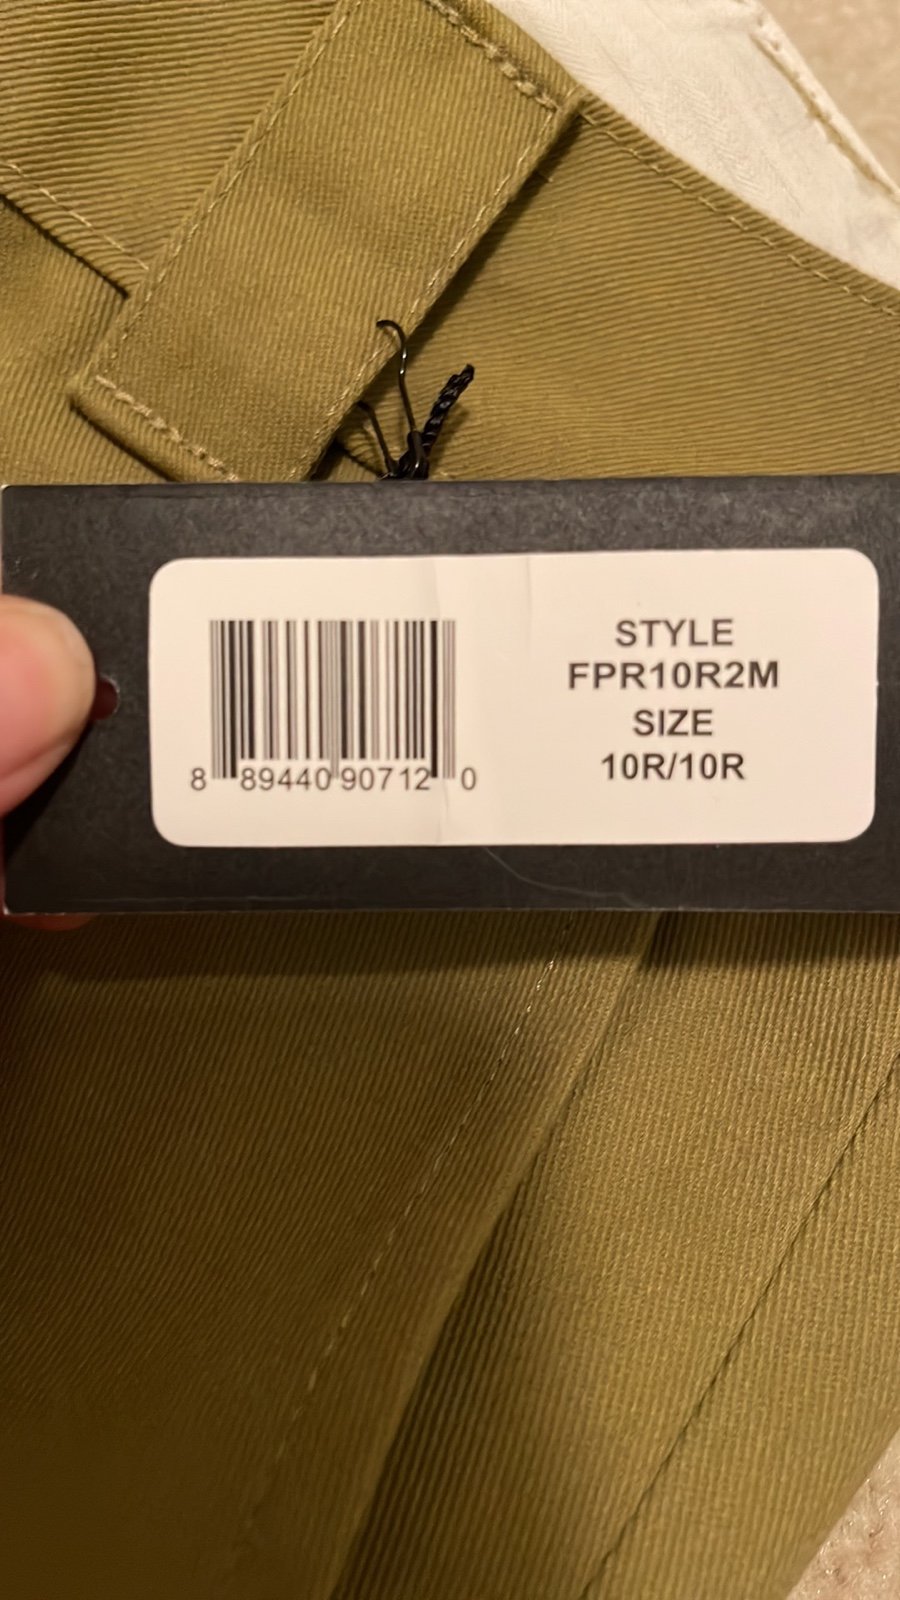 8 89440 90712 0
STYLE
FPR10R2M
SIZE
10R/10R